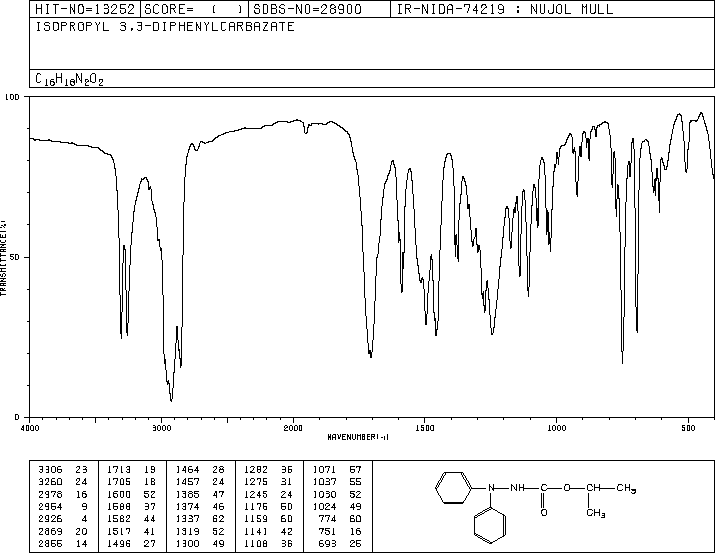 HIT-NO=13252 SCORE= ( ) SDBS-NO=28900 IR-NIDA-74219 : NUJOL MULL
ISOPROPYL 3,3-DIPHENYLCARBAZATE
C16H18N2O2
100
TRANSMITTANCE(%)
50
0
4000 3000 2000 1500 1000 500
WAVENUMBER(-1)
3306 23 1713 19 1464 28 1282 36 1071 57
3260 24 1705 18 1457 24 1275 31 1037 55
2978 16 1600 52 1385 47 1245 24 1030 52
2954 9 1588 37 1374 46 1176 50 1024 49
2926 4 1582 44 1337 62 1159 60 774 60
2869 20 1517 41 1319 52 1141 42 751 16
2855 14 1496 27 1300 49 1108 36 693 25
N NH C O CH CH3
O CH3